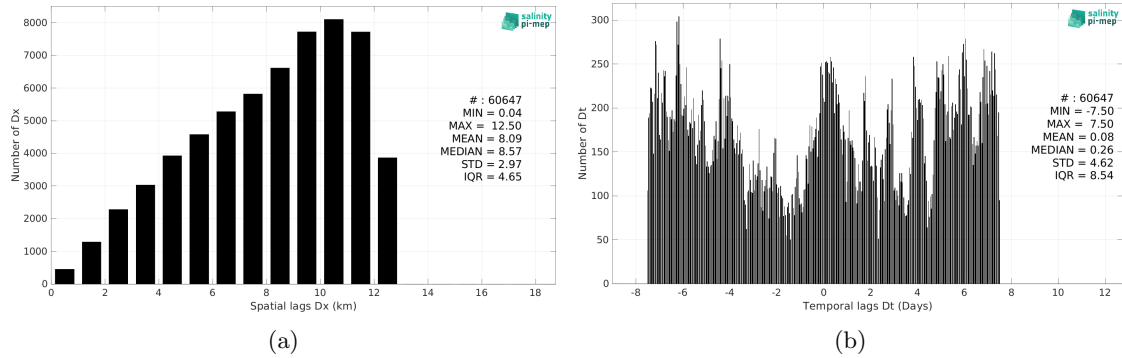 salinity
pi-mep
Number of Dx
8000
7000
6000
5000
4000
3000
2000
1000
0
# : 60647
MIN = 0.04
MAX = 12.50
MEAN = 8.09
MEDIAN = 8.57
STD = 2.97
IQR = 4.65
0 2 4 6 8 10 12 14 16 18
Spatial lags Dx (km)
(a)
salinity
pi-mep
Number of Dt
300
250
200
150
100
50
0
# : 60647
MIN = -7.50
MAX = 7.50
MEAN = 0.08
MEDIAN = 0.26
STD = 4.62
IQR = 8.54
-8 -6 -4 -2 0 2 4 6 8 10 12
Temporal lags Dt (Days)
(b)